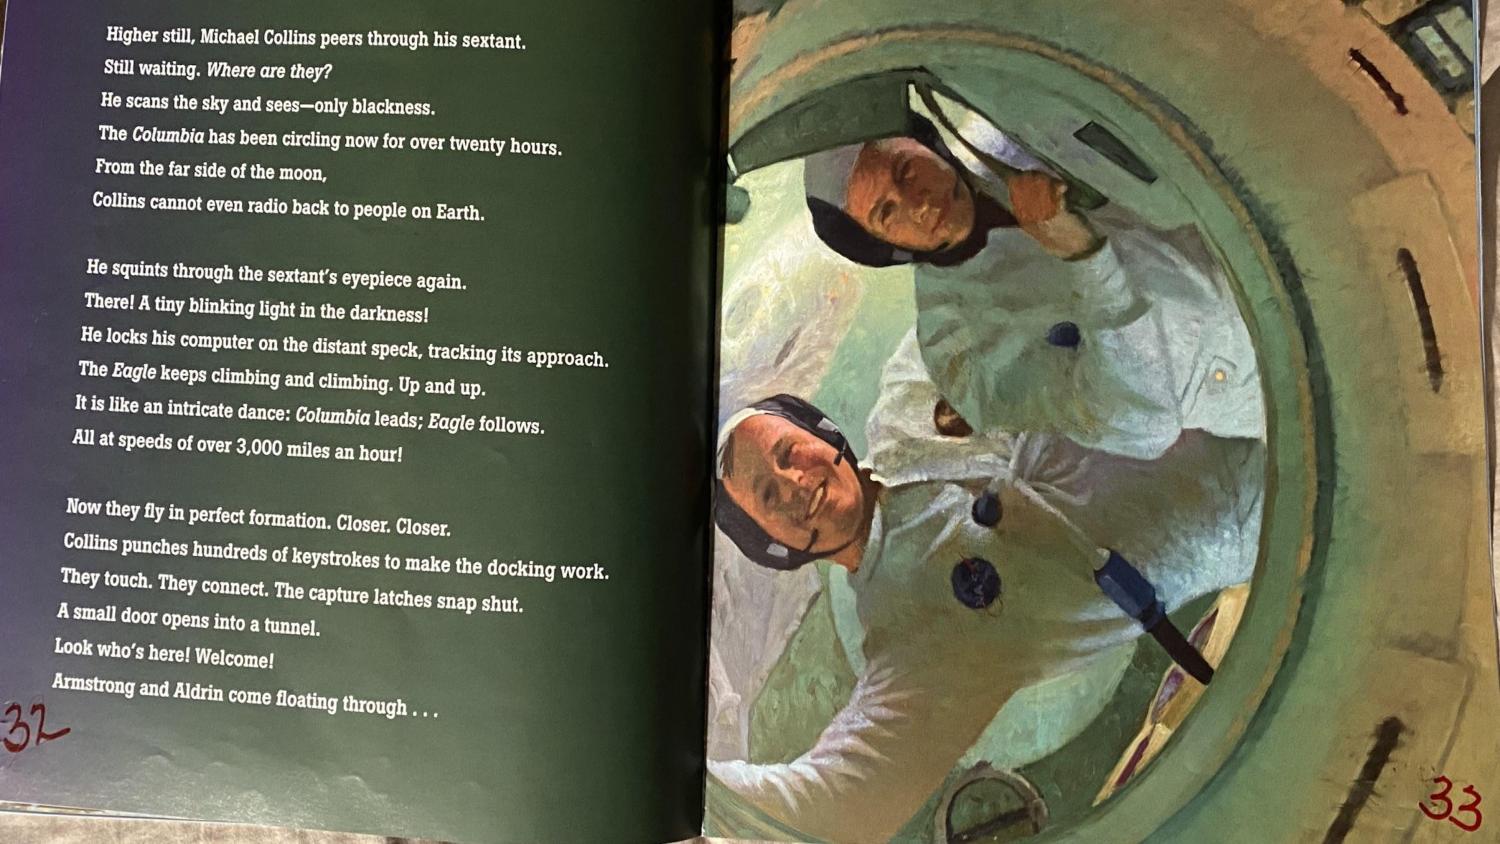 Higher still, Michael Collins peers through his sextant.
Still waiting. Where are they?
He scans the sky and sees—only blackness.
The Columbia has been circling now for over twenty hours.
From the far side of the moon,
Collins cannot even radio back to people on Earth.
He squints through the sextant's eyepiece again.
There! A tiny blinking light in the darkness!
He locks his computer on the distant speck, tracking its approach.
The Eagle keeps climbing and climbing. Up and up.
It is like an intricate dance: Columbia leads; Eagle follows.
All at speeds of over 3,000 miles an hour!
Now they fly in perfect formation. Closer. Closer.
Collins punches hundreds of keystrokes to make the docking work.
They touch. They connect. The capture latches snap shut.
A small door opens into a tunnel.
Look who's here! Welcome!
Armstrong and Aldrin come floating through . . .
32
33